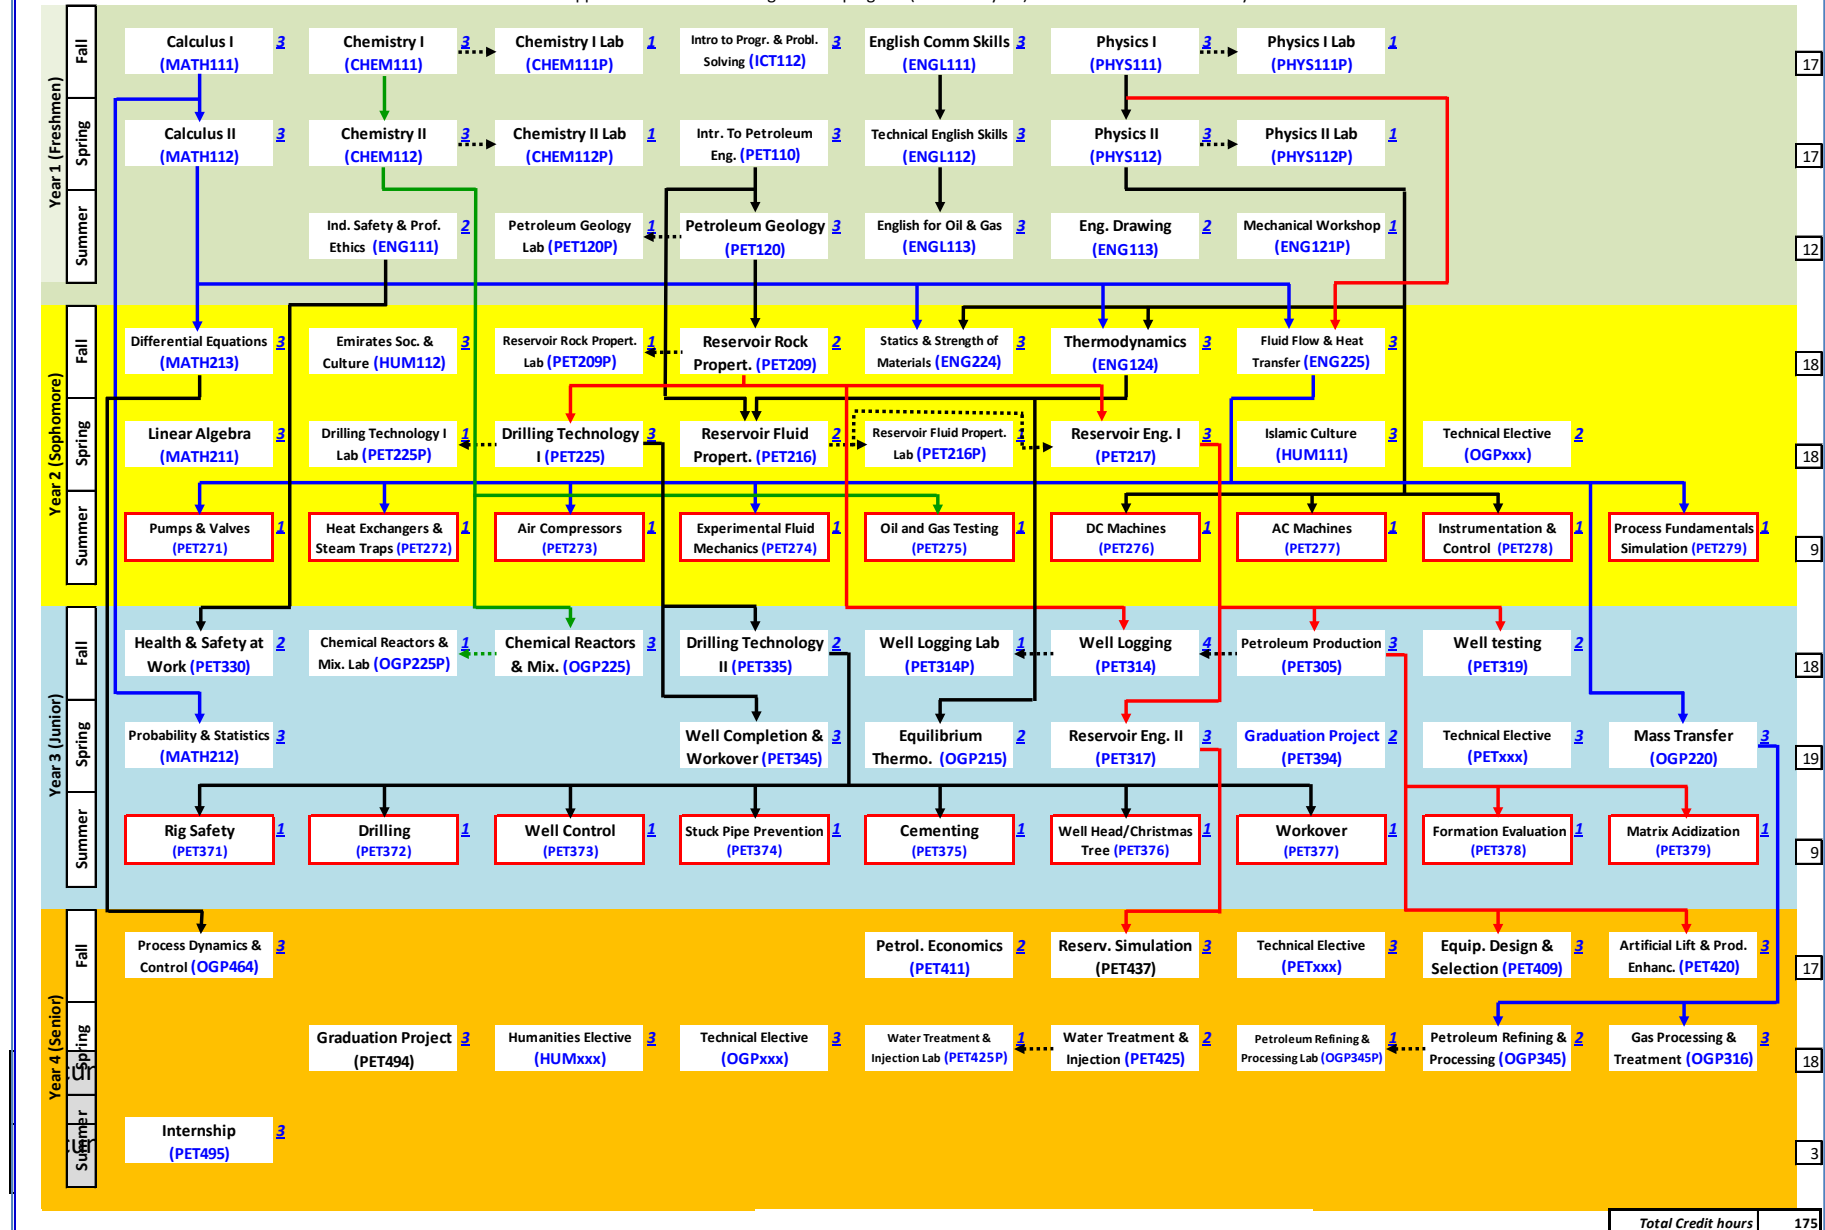 Year 1 (Freshmen)
Fall
Calculus I 3
(MATH111)
Chemistry I 3
(CHEM111)
Chemistry I Lab 1
(CHEM111P)
Intro to Progr. & Probl. 3
Solving (ICT112)
English Comm Skills 3
(ENGL111)
Physics I 3
(PHYS111)
Physics I Lab 1
(PHYS111P)
17
Spring
Calculus II 3
(MATH112)
Chemistry II 3
(CHEM112)
Chemistry II Lab 1
(CHEM112P)
Intr. To Petroleum 3
Eng. (PET110)
Technical English Skills 3
(ENGL112)
Physics II 3
(PHYS112)
Physics II Lab 1
(PHYS112P)
17
Summer
Ind. Safety & Prof. 2
Ethics (ENG111)
Petroleum Geology 1
Lab (PET120P)
Petroleum Geology 3
(PET120)
English for Oil & Gas 3
(ENGL113)
Eng. Drawing 2
(ENG113)
Mechanical Workshop 1
(ENG121P)
12
Year 2 (Sophomore)
Fall
Differential Equations 3
(MATH213)
Emirates Soc. & 3
Culture (HUM112)
Reservoir Rock Propert. 1
Lab (PET209P)
Reservoir Rock 2
Propert. (PET209)
Statics & Strength of 3
Materials (ENG224)
Thermodynamics 3
(ENG124)
Fluid Flow & Heat 3
Transfer (ENG225)
18
Spring
Linear Algebra 3
(MATH211)
Drilling Technology I 1
Lab (PET225P)
Drilling Technology 3
I (PET225)
Reservoir Fluid 2
Propert. (PET216)
Reservoir Fluid Propert. 1
Lab (PET216P)
Reservoir Eng. I 3
(PET217)
Islamic Culture 3
(HUM111)
Technical Elective 2
(OGPxxx)
18
Summer
Pumps & Valves 1
(PET271)
Heat Exchangers & 1
Steam Traps (PET272)
Air Compressors 1
(PET273)
Experimental Fluid 1
Mechanics (PET274)
Oil and Gas Testing 1
(PET275)
DC Machines 1
(PET276)
AC Machines 1
(PET277)
Instrumentation & 1
Control (PET278)
Process Fundamentals 1
Simulation (PET279)
9
Year 3 (Junior)
Fall
Health & Safety at 2
Work (PET330)
Chemical Reactors & 1
Mix. Lab (OGP225P)
Chemical Reactors 3
& Mix. (OGP225)
Drilling Technology 2
II (PET335)
Well Logging Lab 1
(PET314P)
Well Logging 4
(PET314)
Petroleum Production 3
(PET305)
Well testing 2
(PET319)
18
Spring
Probability & Statistics 3
(MATH212)
Well Completion & 3
Workover (PET345)
Equilibrium 2
Thermo. (OGP215)
Reservoir Eng. II 3
(PET317)
Graduation Project 2
(PET394)
Technical Elective 3
(PETxxx)
Mass Transfer 3
(OGP220)
19
Summer
Rig Safety 1
(PET371)
Drilling 1
(PET372)
Well Control 1
(PET373)
Stuck Pipe Prevention 1
(PET374)
Cementing 1
(PET375)
Well Head/Christmas 1
Tree (PET376)
Workover 1
(PET377)
Formation Evaluation 1
(PET378)
Matrix Acidization 1
(PET379)
9
Year 4 (Senior)
Fall
Process Dynamics & 3
Control (OGP464)
Petrol. Economics 2
(PET411)
Reserv. Simulation 3
(PET437)
Technical Elective 3
(PETxxx)
Equip. Design & 3
Selection (PET409)
Artificial Lift & Prod. 3
Enhanc. (PET420)
17
Spring
Graduation Project 3
(PET494)
Humanities Elective 3
(HUMxxx)
Technical Elective 3
(OGPxxx)
Water Treatment & 1
Injection Lab (PET425P)
Water Treatment & 2
Injection (PET425)
Petroleum Refining & 1
Processing Lab (OGP345P)
Petroleum Refining & 2
Processing (OGP345)
Gas Processing & 3
Treatment (OGP316)
18
Summer
Internship 3
(PET495)
3
Total Credit hours 175